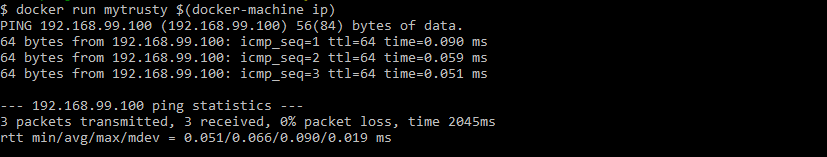 $ docker run mytrusty $(docker-machine ip)
PING 192.168.99.100 (192.168.99.100) 56(84) bytes of data.
64 bytes from 192.168.99.100: icmp_seq=1 ttl=64 time=0.090 ms
64 bytes from 192.168.99.100: icmp_seq=2 ttl=64 time=0.059 ms
64 bytes from 192.168.99.100: icmp_seq=3 ttl=64 time=0.051 ms
--- 192.168.99.100 ping statistics ---
3 packets transmitted, 3 received, 0% packet loss, time 2045ms
rtt min/avg/max/mdev = 0.051/0.066/0.090/0.019 ms